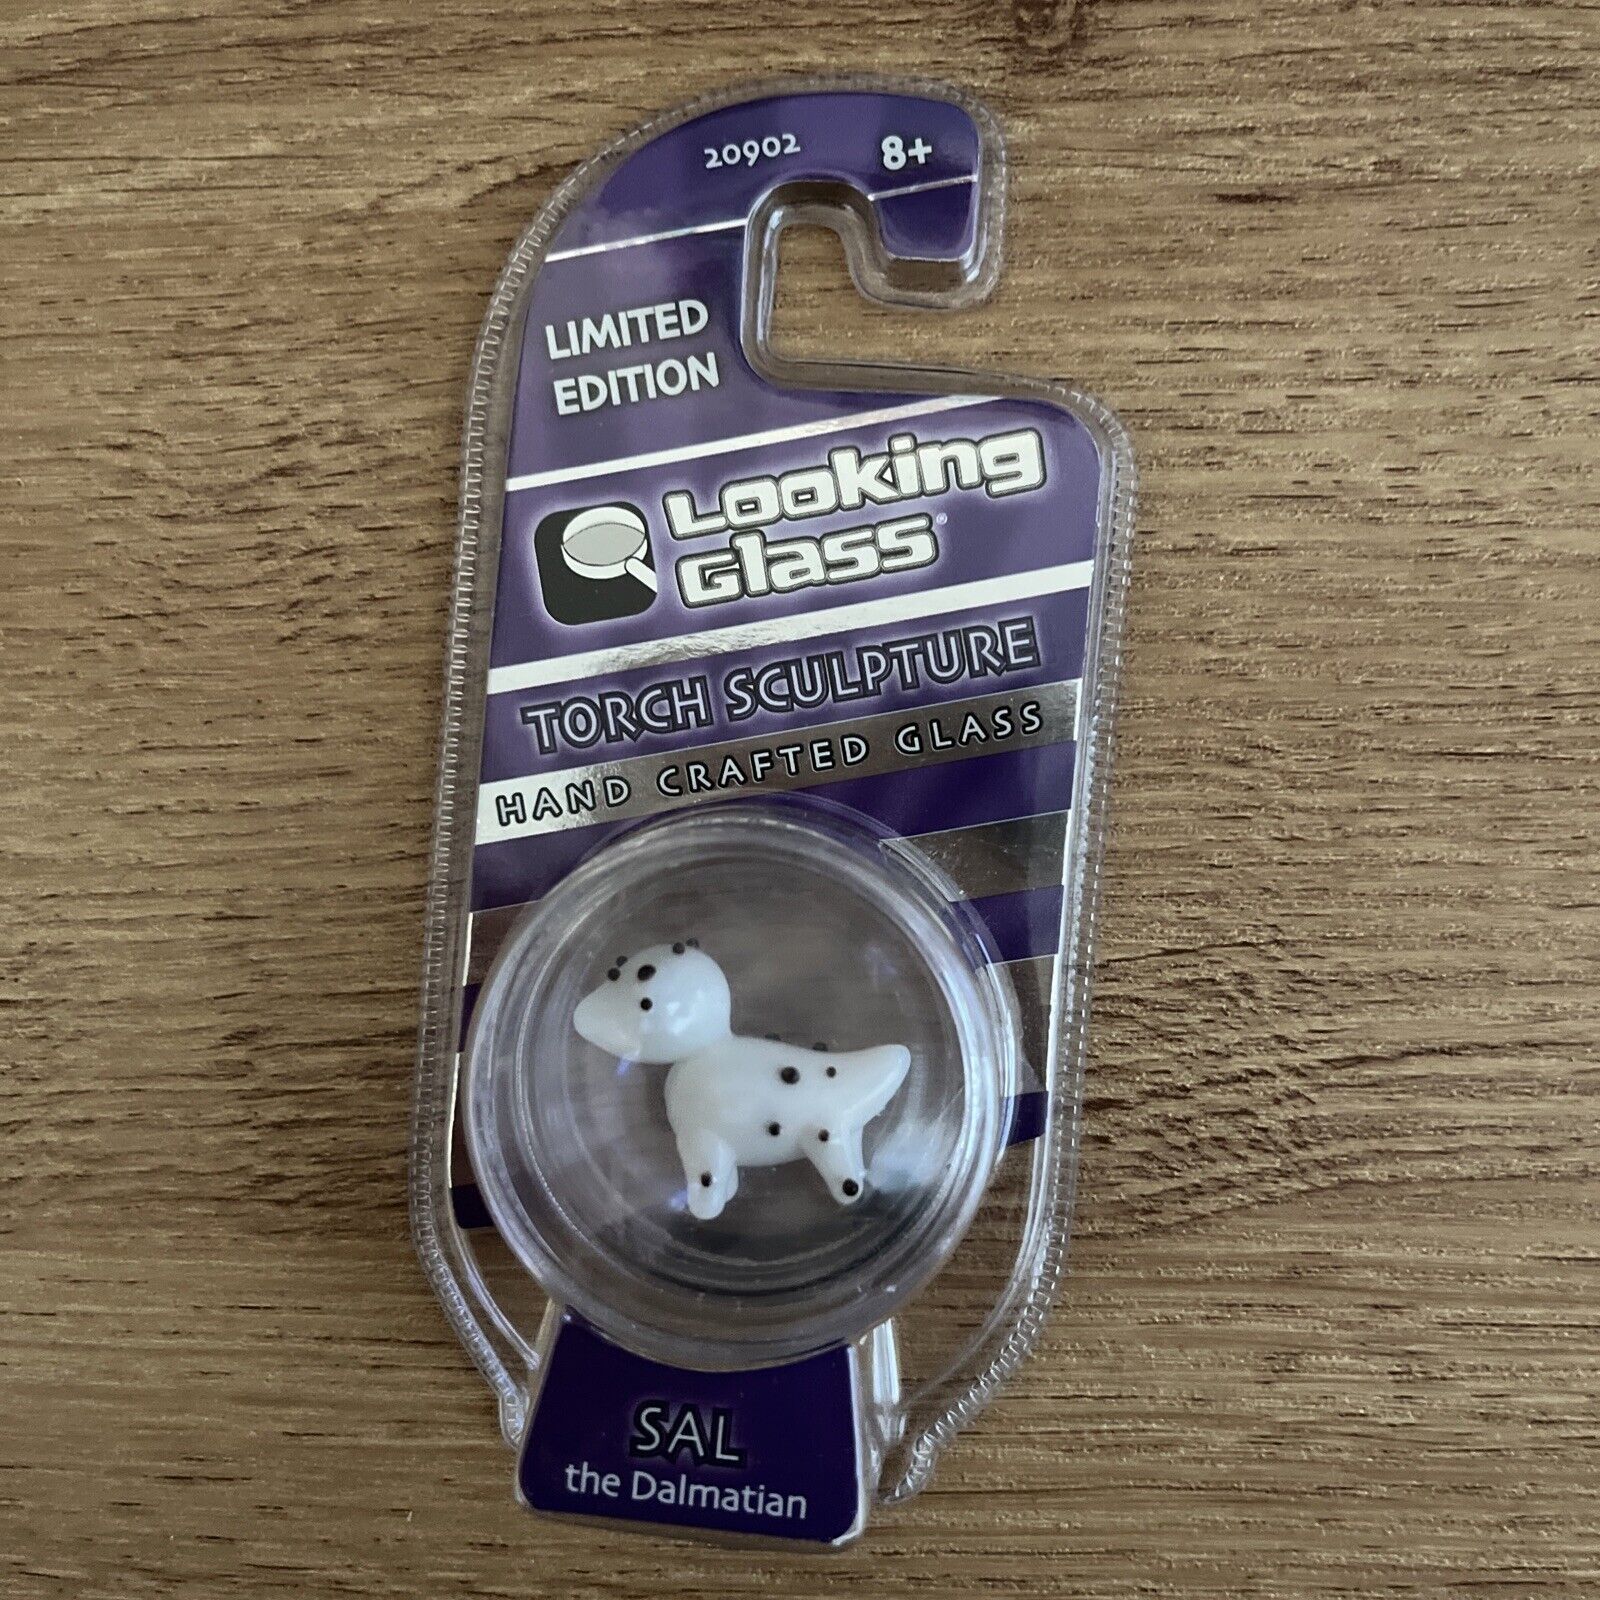 20902 8+
LIMITED
EDITION
Looking
Glass®
TORCH SCULPTURE
HAND CRAFTED GLASS
SAL
the Dalmatian